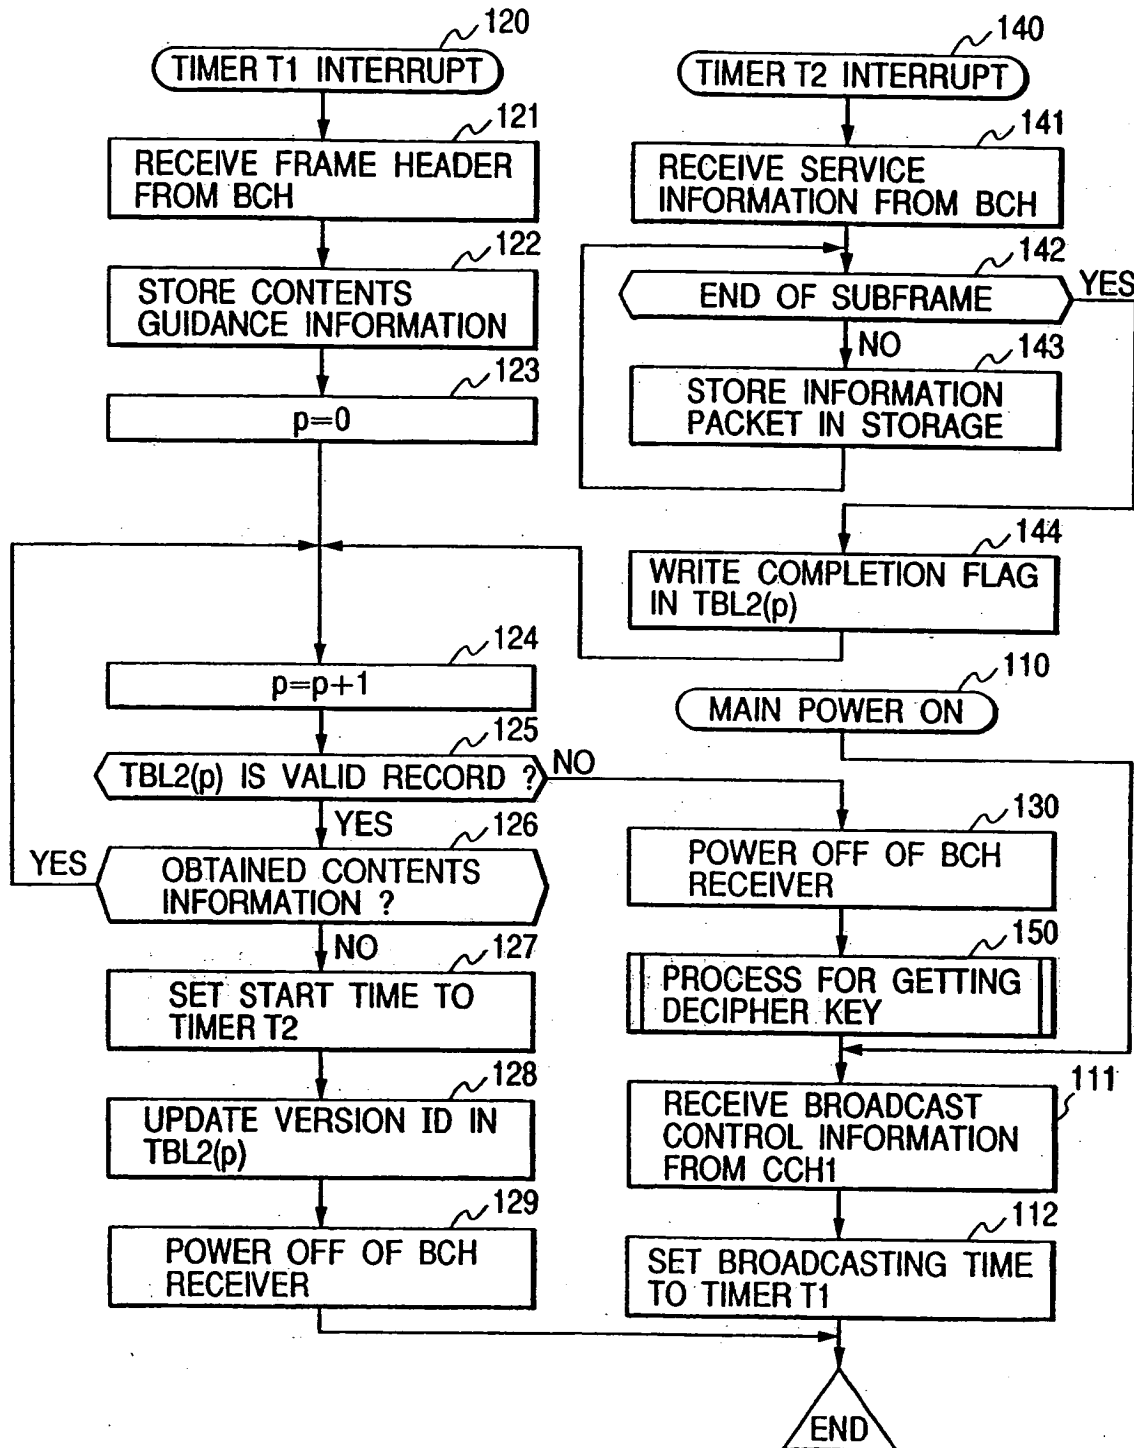 120
TIMER T1 INTERRUPT
121
RECEIVE FRAME HEADER
FROM BCH
122
STORE CONTENTS
GUIDANCE INFORMATION
123
p=0
124
p=p+1
125
TBL2(p) IS VALID RECORD ?
NO
YES
126
YES
OBTAINED CONTENTS
INFORMATION ?
NO
127
SET START TIME TO
TIMER T2
128
UPDATE VERSION ID IN
TBL2(p)
129
POWER OFF OF BCH
RECEIVER
140
TIMER T2 INTERRUPT
141
RECEIVE SERVICE
INFORMATION FROM BCH
142
END OF SUBFRAME
YES
NO
143
STORE INFORMATION
PACKET IN STORAGE
144
WRITE COMPLETION FLAG
IN TBL2(p)
110
MAIN POWER ON
130
POWER OFF OF BCH
RECEIVER
150
PROCESS FOR GETTING
DECIPHER KEY
111
RECEIVE BROADCAST
CONTROL INFORMATION
FROM CCH1
112
SET BROADCASTING TIME
TO TIMER T1
END